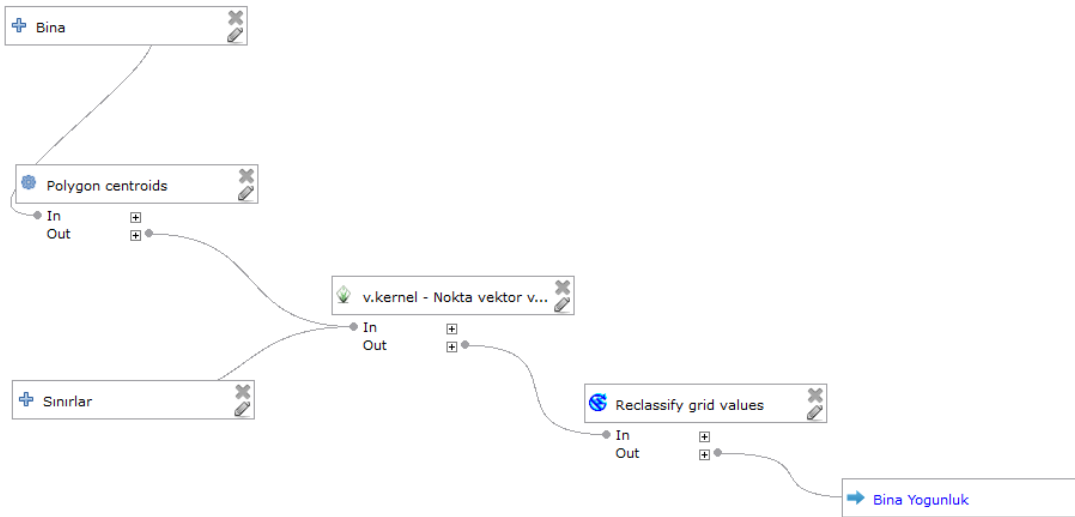 Bina
Polygon centroids
In
Out
v.kernel - Nokta vektor v...
In
Out
Sınırlar
Reclassify grid values
In
Out
Bina Yogunluk